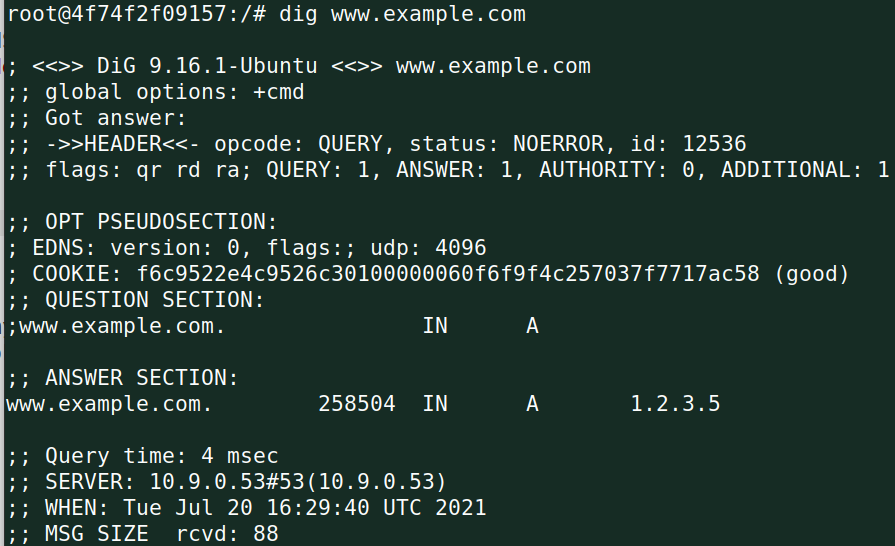 root@4f74f2f09157:/# dig www.example.com
; <<>> DiG 9.16.1-Ubuntu <<>> www.example.com
;; global options: +cmd
;; Got answer:
;; ->>HEADER<<- opcode: QUERY, status: NOERROR, id: 12536
;; flags: qr rd ra; QUERY: 1, ANSWER: 1, AUTHORITY: 0, ADDITIONAL: 1
;; OPT PSEUDOSECTION:
; EDNS: version: 0, flags:; udp: 4096
; COOKIE: f6c9522e4c9526c30100000060f6f9f4c257037f7717ac58 (good)
;; QUESTION SECTION:
;www.example.com. IN A
;; ANSWER SECTION:
www.example.com. 258504 IN A 1.2.3.5
;; Query time: 4 msec
;; SERVER: 10.9.0.53#53(10.9.0.53)
;; WHEN: Tue Jul 20 16:29:40 UTC 2021
;; MSG SIZE rcvd: 88